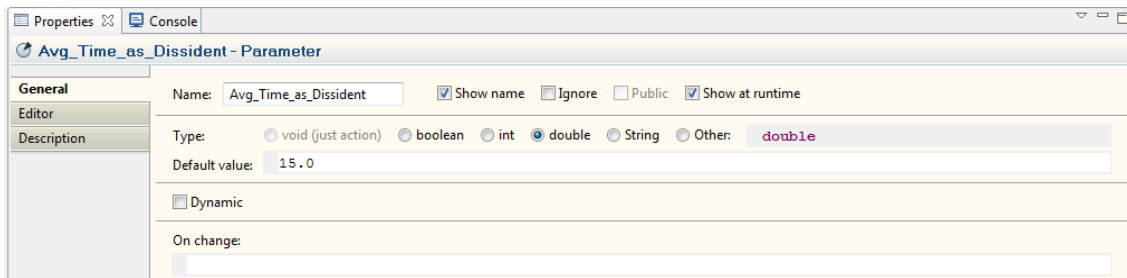 Properties Console
Avg_Time_as_Dissident - Parameter
General
Editor
Description
Name: Avg_Time_as_Dissident Show name Ignore Public Show at runtime
Type: void (just action) boolean int double String Other: double
Default value: 15.0
Dynamic
On change: